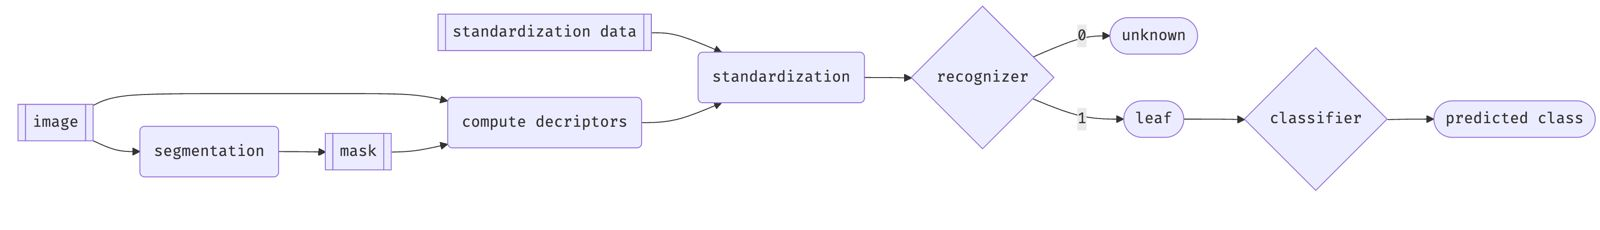 image
segmentation
mask
standardization data
compute decriptors
standardization
recognizer
0
unknown
1
leaf
classifier
predicted class